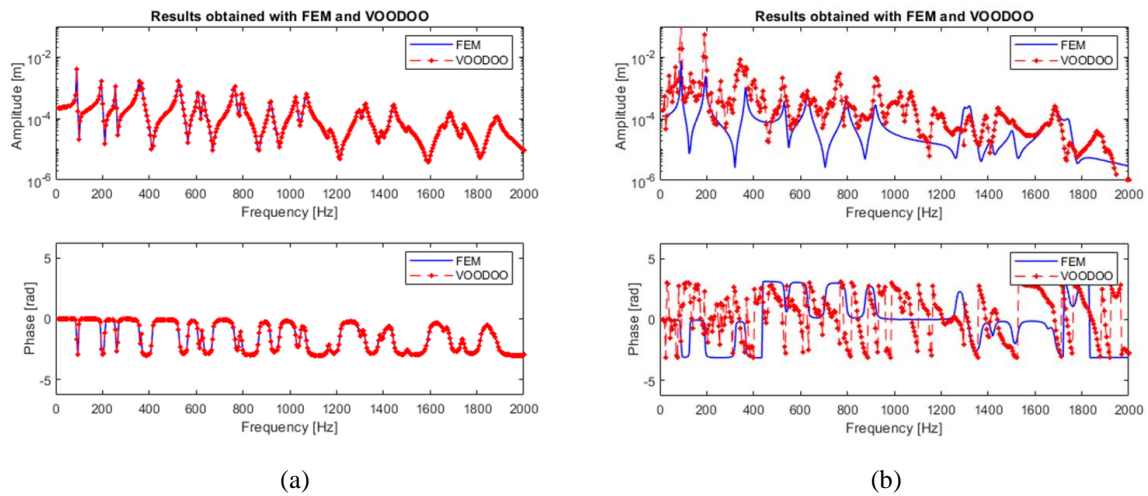 Results obtained with FEM and VOODOO
10^-2
10^-4
10^-6
Amplitude [m]
FEM
VOODOO
0 200 400 600 800 1000 1200 1400 1600 1800 2000
Frequency [Hz]
5
0
-5
Phase [rad]
FEM
VOODOO
0 200 400 600 800 1000 1200 1400 1600 1800 2000
Frequency [Hz]
(a)
Results obtained with FEM and VOODOO
10^-2
10^-4
10^-6
Amplitude [m]
FEM
VOODOO
0 200 400 600 800 1000 1200 1400 1600 1800 2000
Frequency [Hz]
5
0
-5
Phase [rad]
FEM
VOODOO
0 200 400 600 800 1000 1200 1400 1600 1800 2000
Frequency [Hz]
(b)